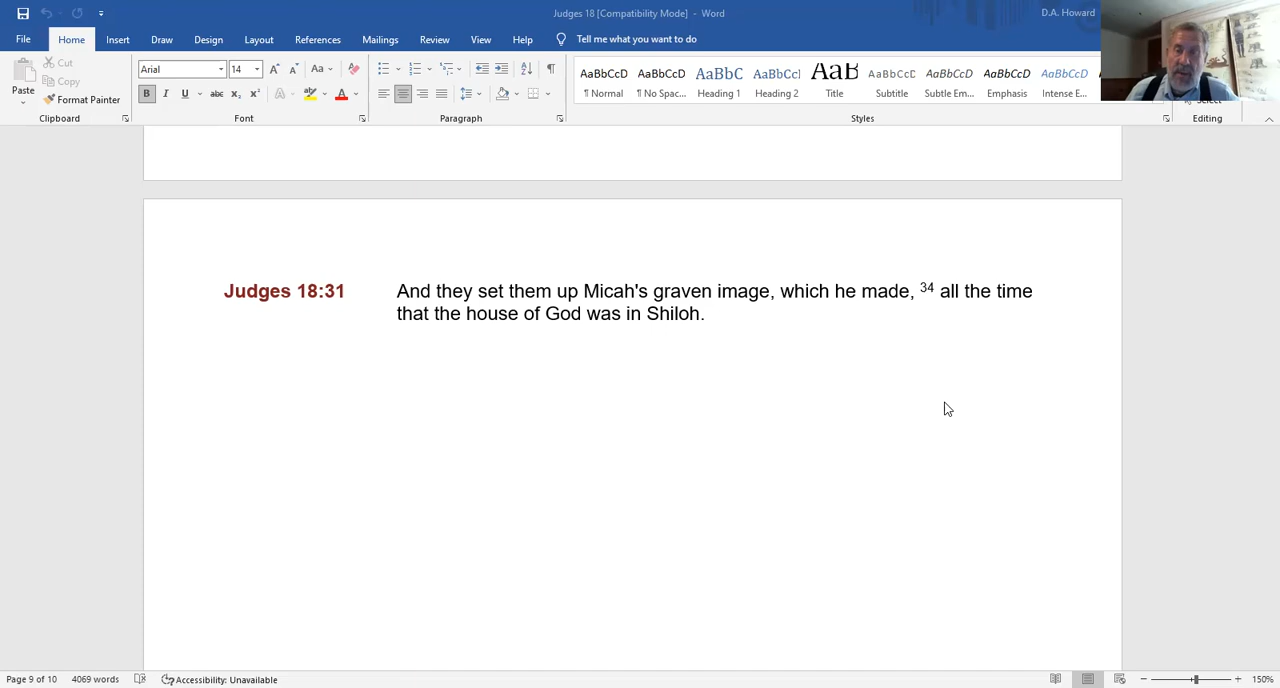 Judges 18 [Compatibility Mode] - Word
D.A. Howard
File Home Insert Draw Design Layout References Mailings Review View Help Tell me what you want to do
Paste
Cut
Copy
Format Painter
Clipboard
Arial 14
Font
Paragraph
AaBbCcD AaBbCcD AaBbC AaBbCcI AaB AaBbCcD AaBbCcD AaBbCcD AaBbCcD
¶ Normal ¶ No Spac... Heading 1 Heading 2 Title Subtitle Subtle Em... Emphasis Intense E...
Styles
Select
Editing
Judges 18:31 And they set them up Micah's graven image, which he made, 34 all the time
that the house of God was in Shiloh.
Page 9 of 10 4069 words Accessibility: Unavailable 150%